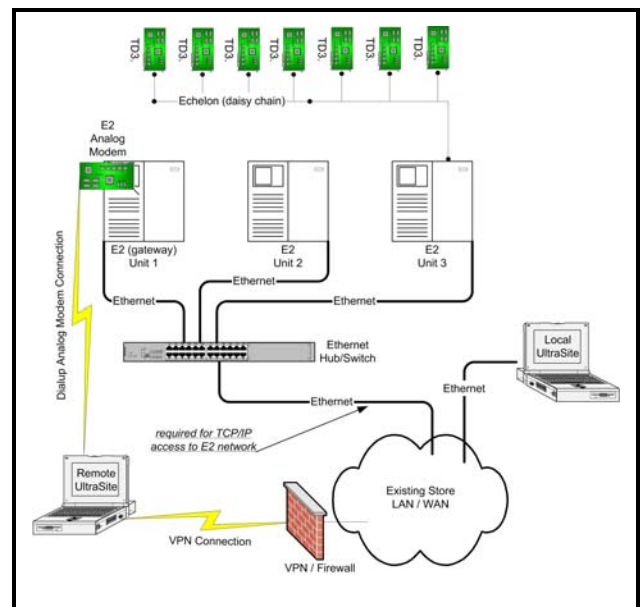 TD3.
TD3.
TD3.
TD3.
TD3.
TD3.
TD3.
Echelon (daisy chain)
E2
Analog
Modem
E2 (gateway)
Unit 1
E2
Unit 2
E2
Unit 3
Ethernet
Ethernet
Ethernet
Ethernet
Hub/Switch
Local
UltraSite
Ethernet
Ethernet
Dialup Analog Modem Connection
required for TCP/IP
access to E2 network
Remote
UltraSite
Existing Store
LAN / WAN
VPN Connection
VPN / Firewall